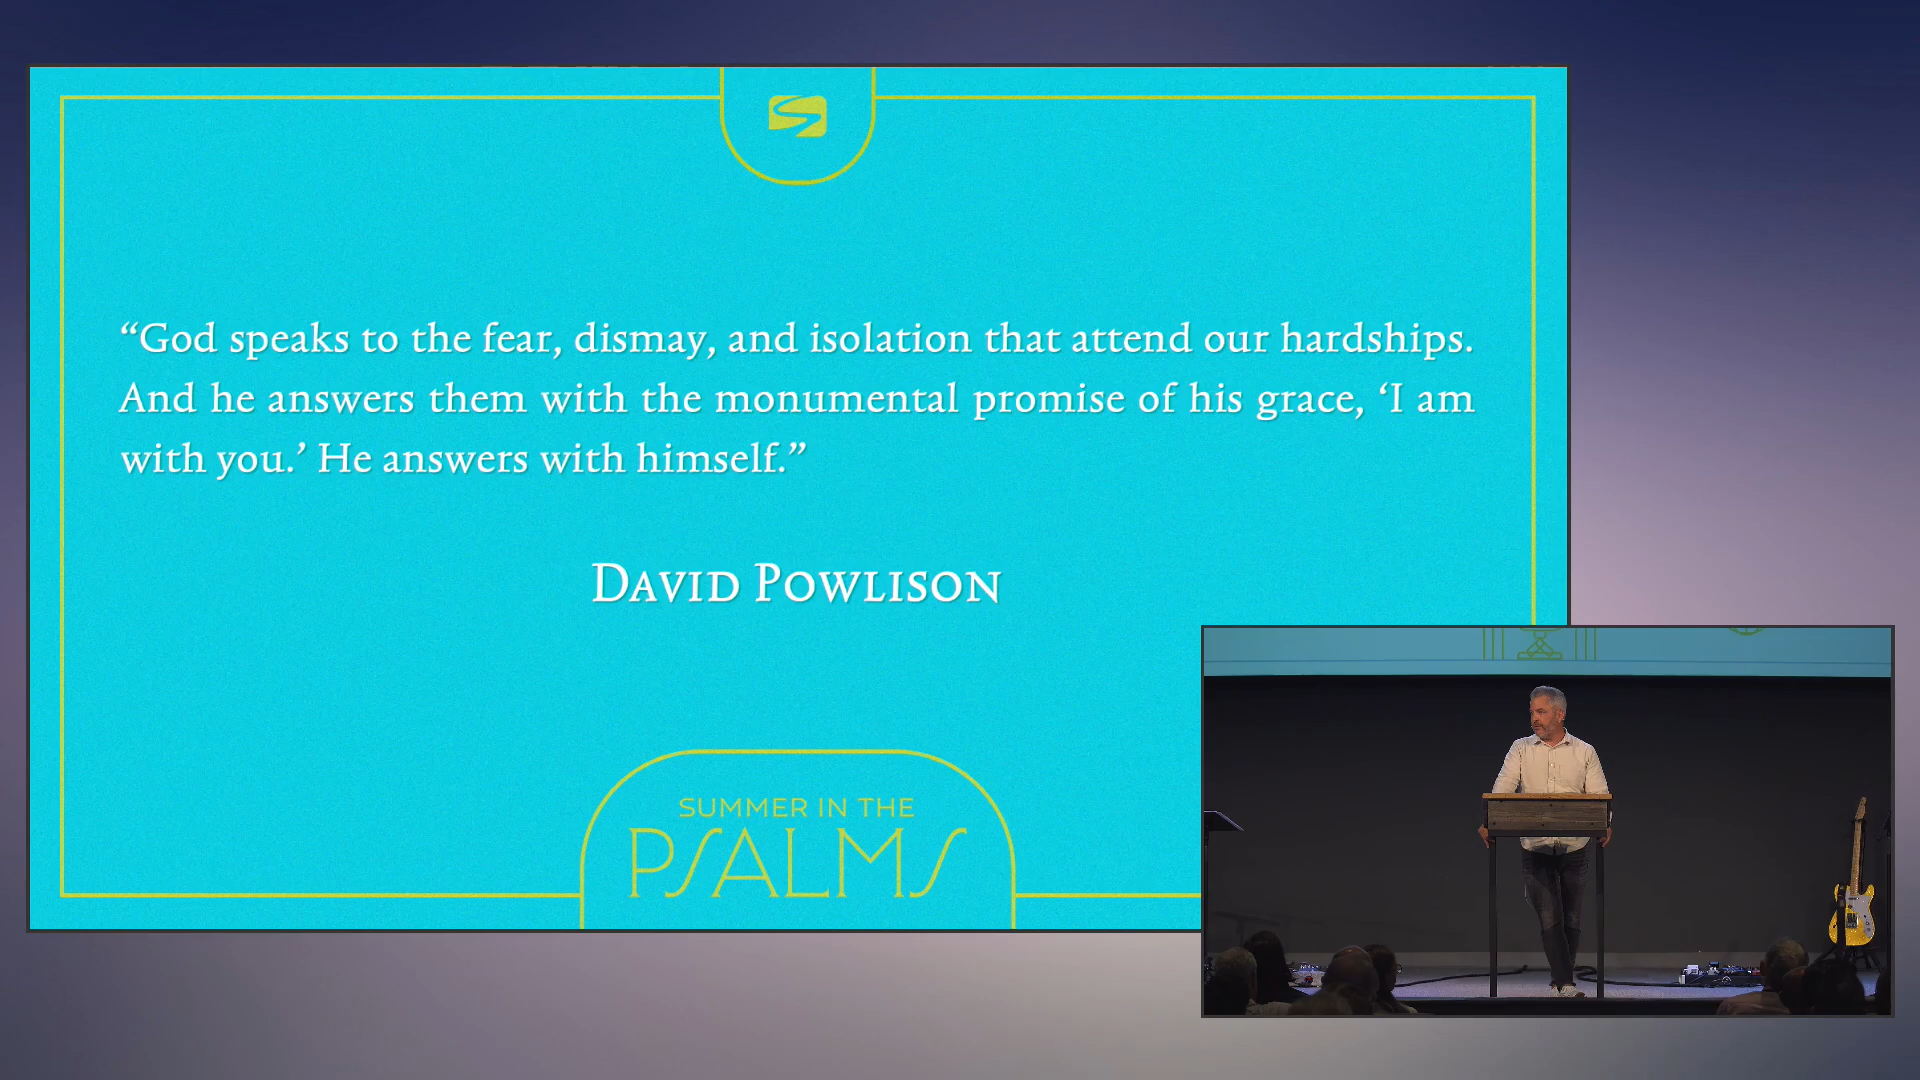 “God speaks to the fear, dismay, and isolation that attend our hardships.
And he answers them with the monumental promise of his grace, ‘I am
with you.’ He answers with himself.”
David Powlison
SUMMER IN THE
PSALMS